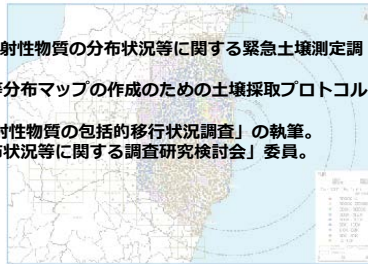 射性物質の分布状況等に関する緊急土壌測定調
等分布マップの作成のための土壌採取プロトコル
射性物質の包括的移行状況調査」の執筆。
布状況等に関する調査研究検討会」委員。